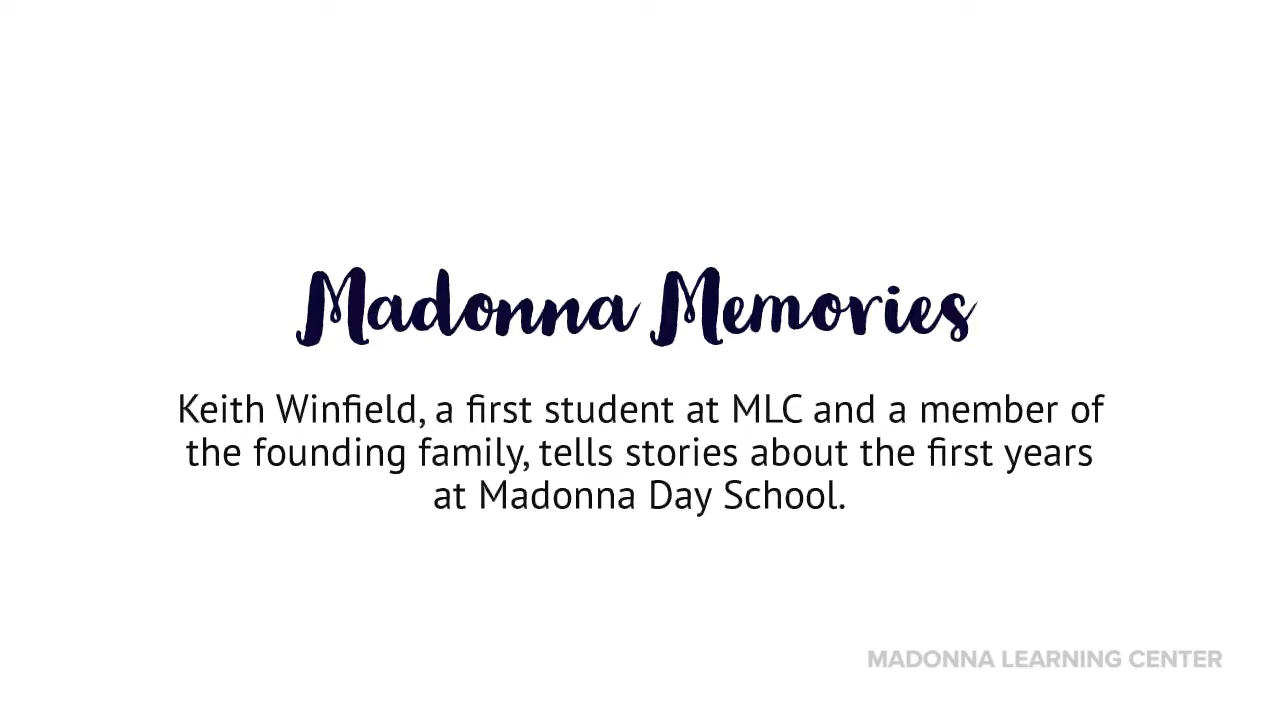 Madonna Memories
Keith Winfield, a first student at MLC and a member of
the founding family, tells stories about the first years
at Madonna Day School.
MADONNA LEARNING CENTER